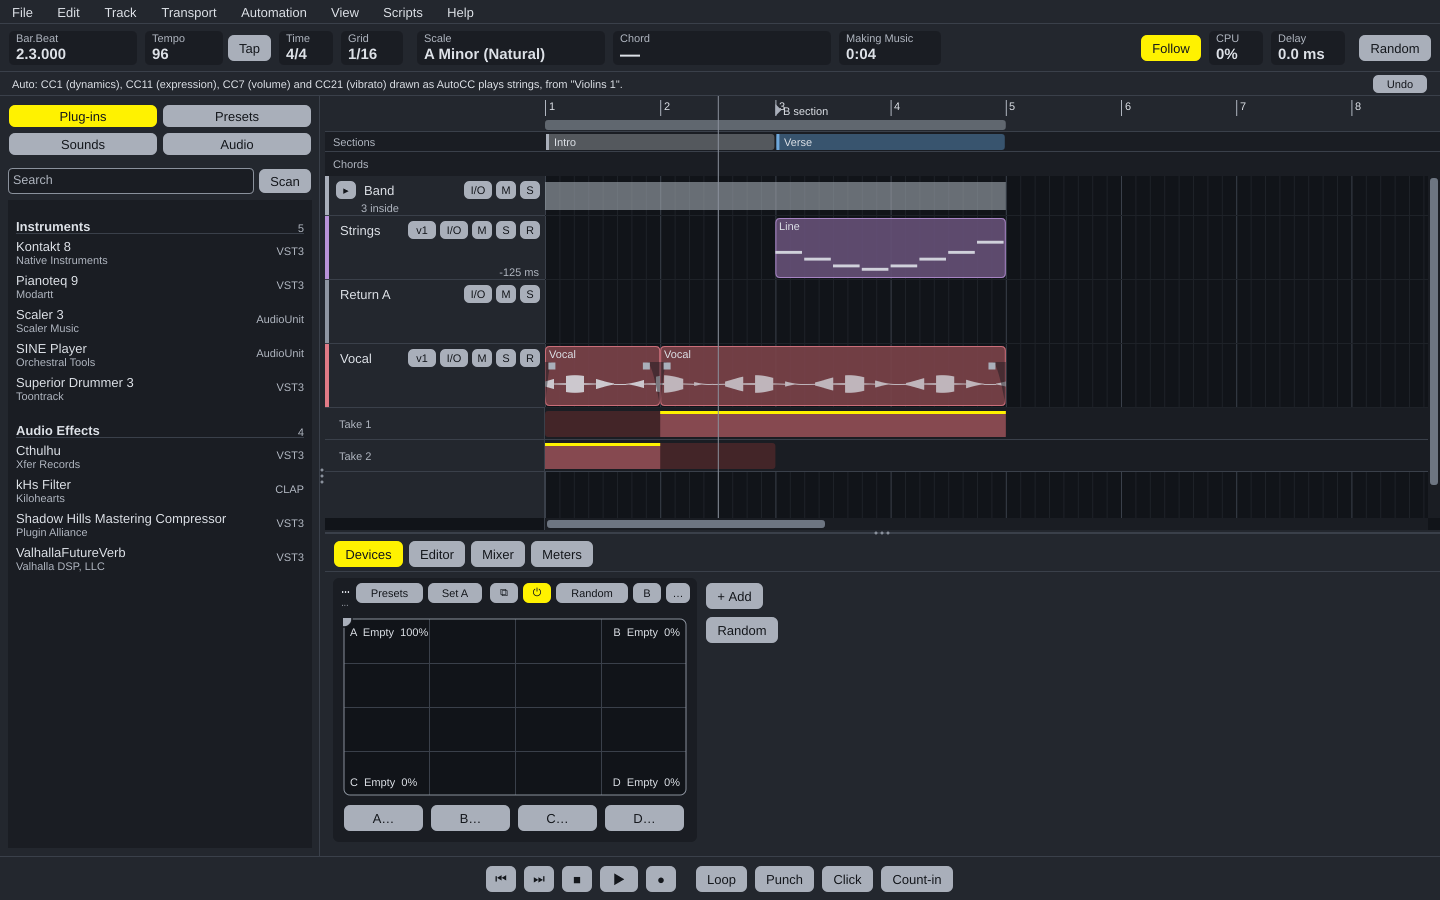 File Edit Track Transport Automation View Scripts Help
Bar.Beat Tempo Time Grid Scale Chord Making Music CPU Delay
2.3.000 96 Tap 4/4 1/16 A Minor (Natural) — 0:04 Follow 0% 0.0 ms Random
Auto: CC1 (dynamics), CC11 (expression), CC7 (volume) and CC21 (vibrato) drawn as AutoCC plays strings, from "Violins 1". Undo
Plug-ins Presets
Sounds Audio
Search Scan
Instruments 5
Kontakt 8
Native Instruments VST3
Pianoteq 9
Modartt VST3
Scaler 3
Scaler Music AudioUnit
SINE Player
Orchestral Tools AudioUnit
Superior Drummer 3
Toontrack VST3
Audio Effects 4
Cthulhu
Xfer Records VST3
kHs Filter
Kilohearts CLAP
Shadow Hills Mastering Compressor
Plugin Alliance VST3
ValhallaFutureVerb
Valhalla DSP, LLC VST3
1 2 3 4 5 6 7 8
B section
Sections Intro Verse
Chords
Band I/O M S
3 inside
Strings v1 I/O M S R
-125 ms
Line
Return A I/O M S
Vocal v1 I/O M S R
Vocal Vocal
Take 1
Take 2
Devices Editor Mixer Meters
... Presets Set A Random B ...
...
A Empty 100% B Empty 0%
C Empty 0% D Empty 0%
A... B... C... D...
+ Add
Random
Loop Punch Click Count-in